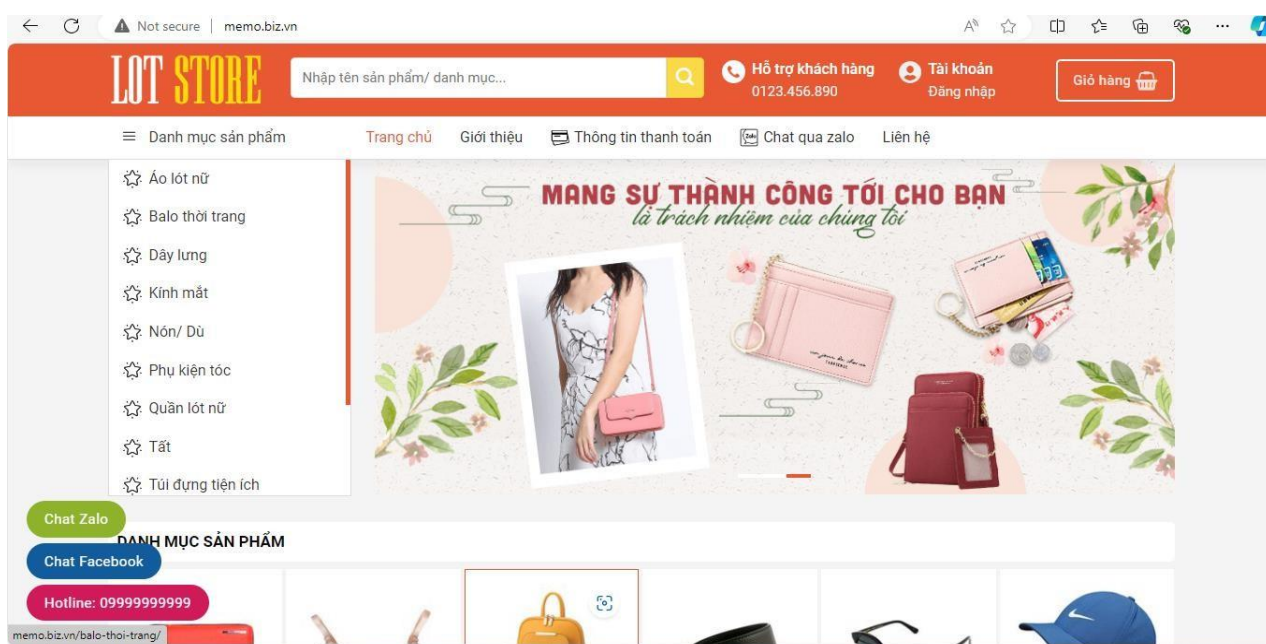 Not secure | memo.biz.vn
LOT STORE
Nhập tên sản phẩm/ danh mục...
Hỗ trợ khách hàng
0123.456.890
Tài khoản
Đăng nhập
Giỏ hàng
Danh mục sản phẩm
Trang chủ
Giới thiệu
Thông tin thanh toán
Chat qua zalo
Liên hệ
Áo lót nữ
Balo thời trang
Dây lưng
Kính mắt
Nón/ Dù
Phụ kiện tóc
Quần lót nữ
Tất
Túi đựng tiện ích
MANG SỰ THÀNH CÔNG TỚI CHO BẠN
là trách nhiệm của chúng tôi
Chat Zalo
DANH MỤC SẢN PHẨM
Chat Facebook
Hotline: 09999999999
memo.biz.vn/balo-thoi-trang/